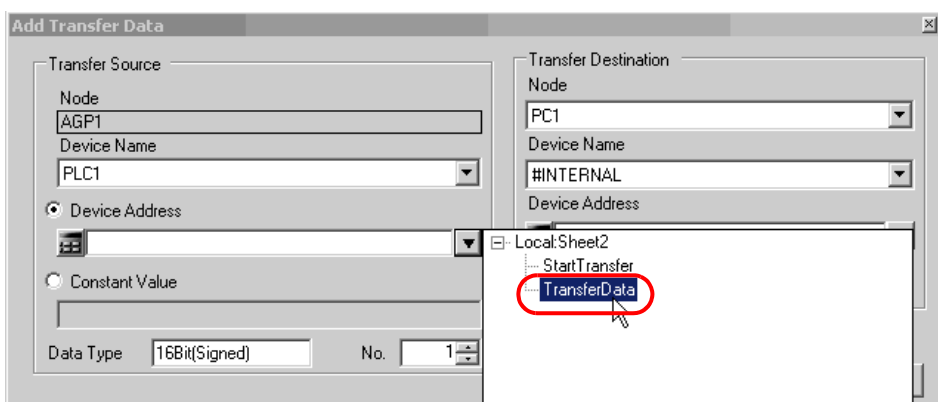 Add Transfer Data
Transfer Source
Node
AGP1
Device Name
PLC1
Device Address
Constant Value
Data Type 16Bit(Signed) No. 1
Transfer Destination
Node
PC1
Device Name
#INTERNAL
Device Address
Local:Sheet2
StartTransfer
TransferData